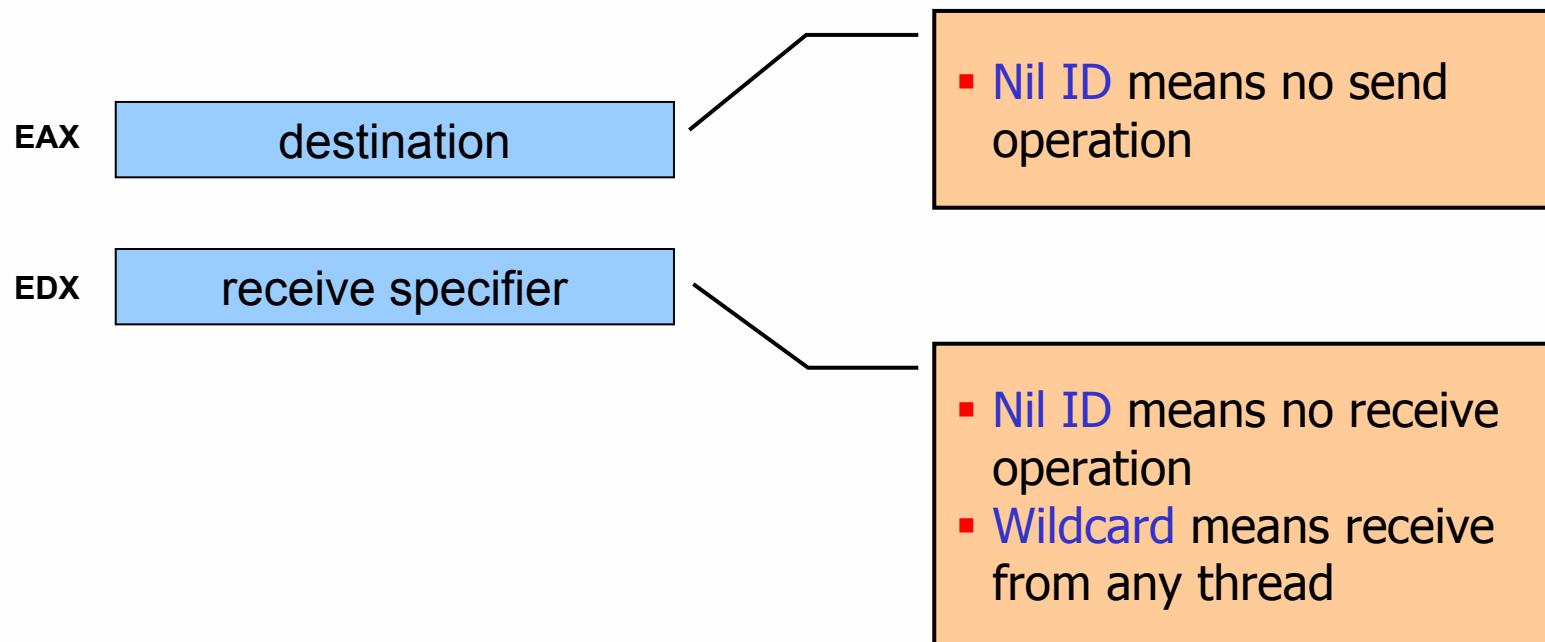 EAX
destination
▪ Nil ID means no send
operation
EDX
receive specifier
▪ Nil ID means no receive
operation
▪ Wildcard means receive
from any thread